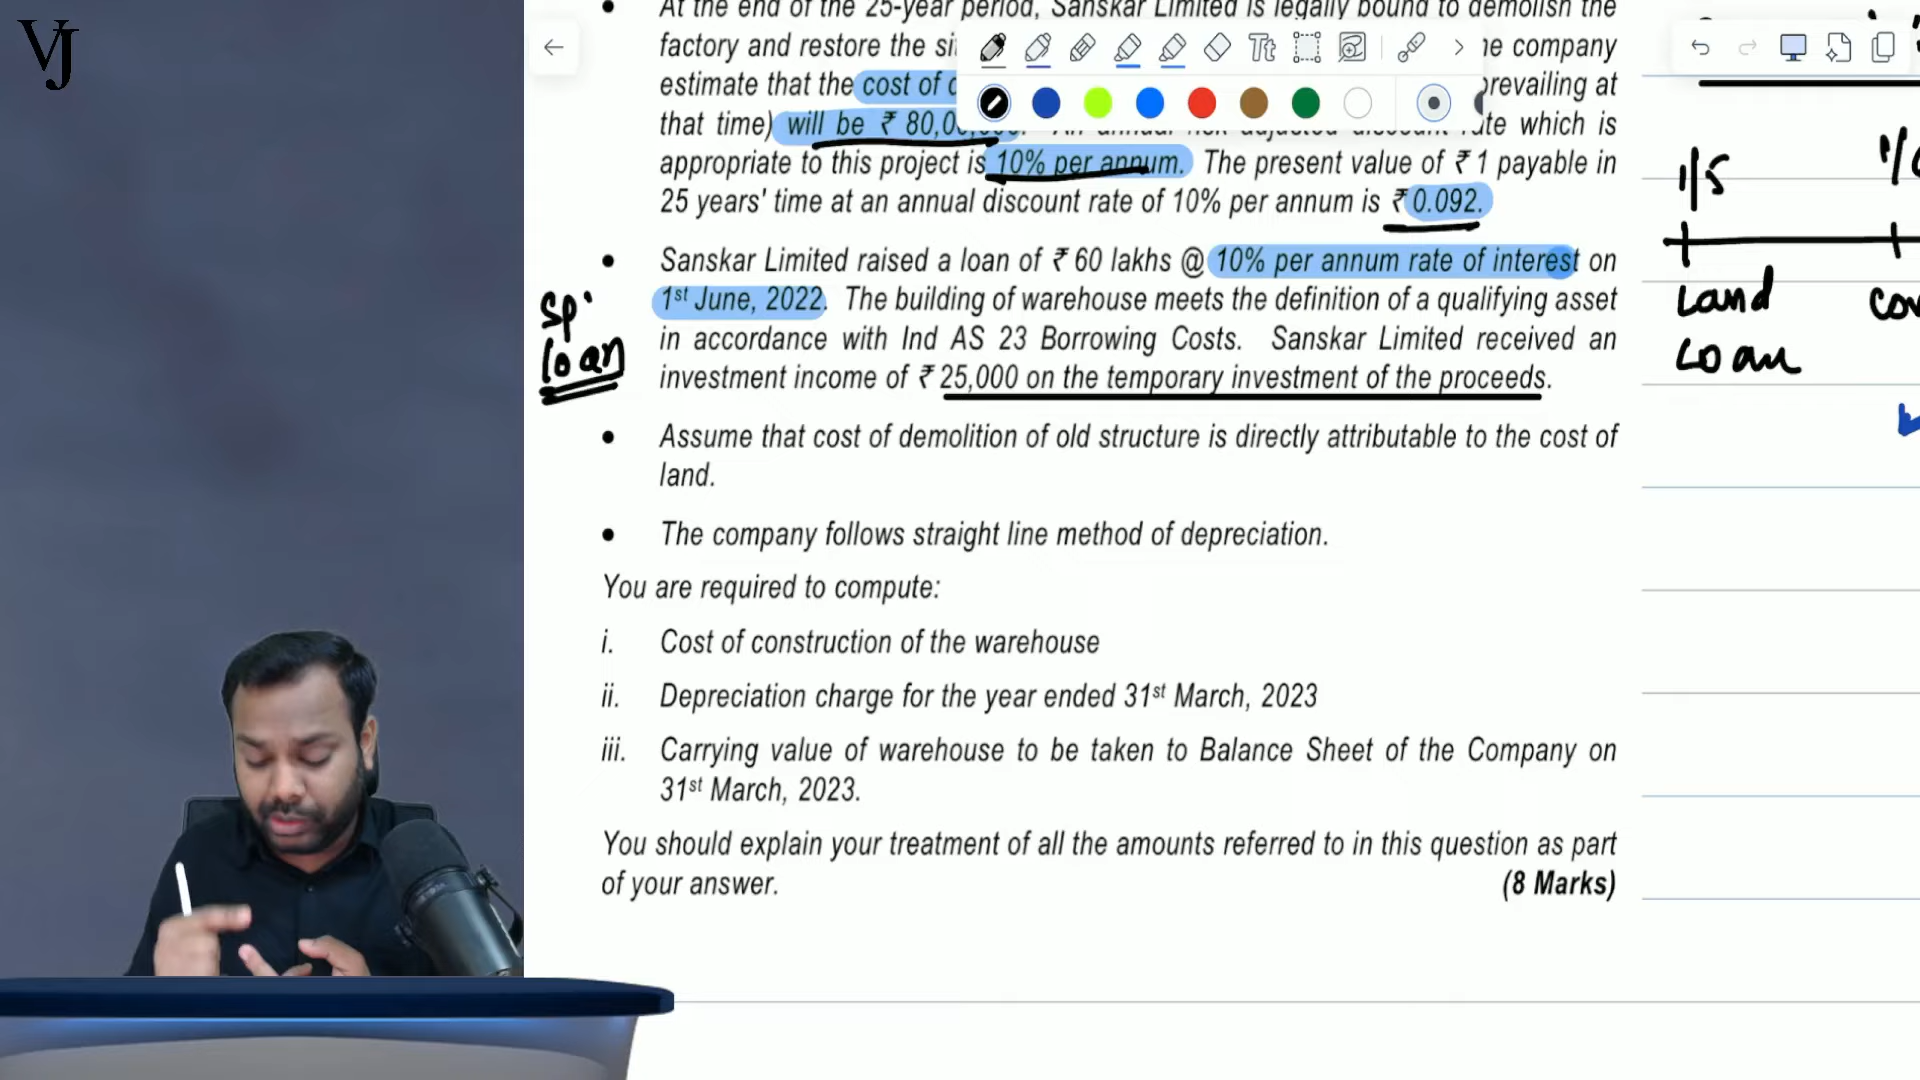 VJ
At the end of the 25-year period, Sanskar Limited is legally bound to demolish the
factory and restore the company
estimate that the cost of prevailing at
that time) will be ₹ 80,0 which is
appropriate to this project is 10% per annum. The present value of ₹ 1 payable in
25 years' time at an annual discount rate of 10% per annum is ₹ 0.092.
Sanskar Limited raised a loan of ₹ 60 lakhs @ 10% per annum rate of interest on
1st June, 2022. The building of warehouse meets the definition of a qualifying asset
in accordance with Ind AS 23 Borrowing Costs. Sanskar Limited received an
investment income of ₹ 25,000 on the temporary investment of the proceeds.
Sp.
loan
Assume that cost of demolition of old structure is directly attributable to the cost of
land.
The company follows straight line method of depreciation.
You are required to compute:
i. Cost of construction of the warehouse
ii. Depreciation charge for the year ended 31st March, 2023
iii. Carrying value of warehouse to be taken to Balance Sheet of the Company on
31st March, 2023.
You should explain your treatment of all the amounts referred to in this question as part
of your answer. (8 Marks)
Tt
1/5
Land
Loan